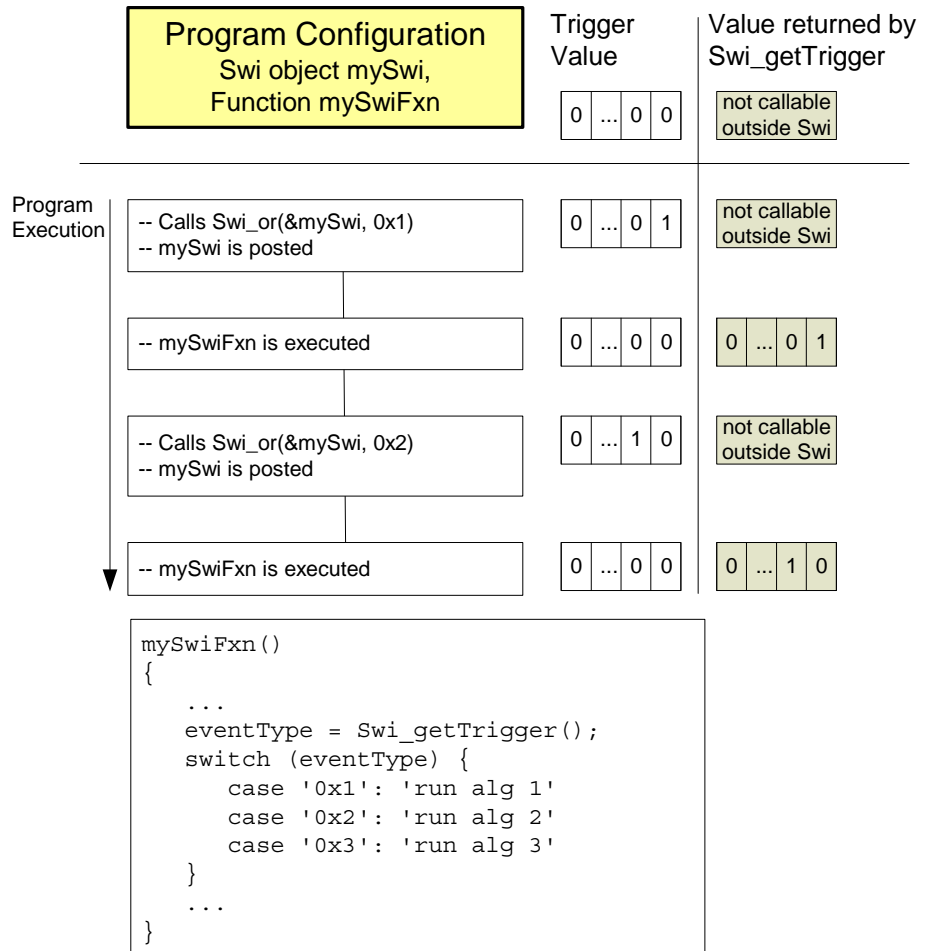 Program Configuration
Swi object mySwi,
Function mySwiFxn
Trigger
Value
Value returned by
Swi_getTrigger
0 ... 0 0
not callable
outside Swi
Program
Execution
-- Calls Swi_or(&mySwi, 0x1)
-- mySwi is posted
0 ... 0 1
not callable
outside Swi
-- mySwiFxn is executed
0 ... 0 0
0 ... 0 1
-- Calls Swi_or(&mySwi, 0x2)
-- mySwi is posted
0 ... 1 0
not callable
outside Swi
-- mySwiFxn is executed
0 ... 0 0
0 ... 1 0
mySwiFxn()
{
...
eventType = Swi_getTrigger();
switch (eventType) {
case '0x1': 'run alg 1'
case '0x2': 'run alg 2'
case '0x3': 'run alg 3'
}
...
}